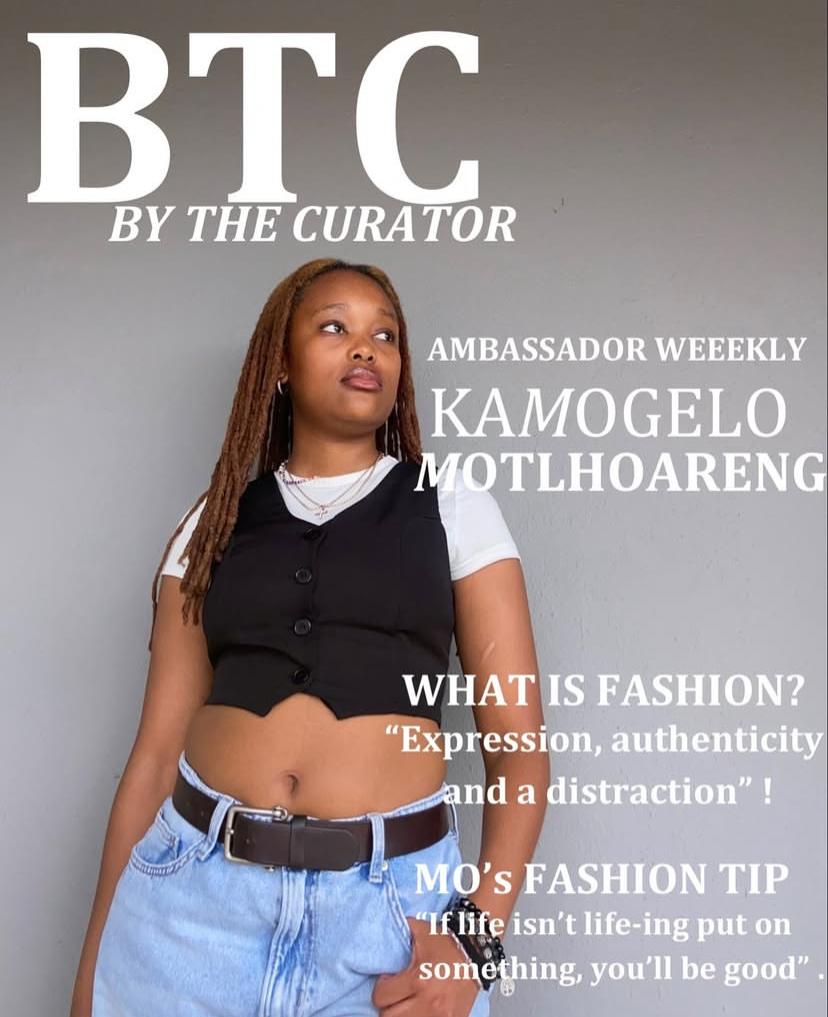 BTC
BY THE CURATOR
AMBASSADOR WEEEKLY
KAMOGELO
MOTLHOARENG
WHAT IS FASHION?
“Expression, authenticity
and a distraction” !
MO’s FASHION TIP
“If life isn’t life-ing put on
something, you’ll be good” .